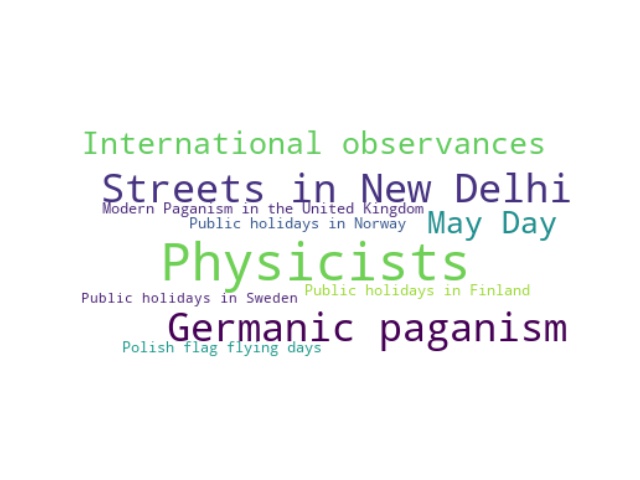 International observances
Streets in New Delhi
Modern Paganism in the United Kingdom
Public holidays in Norway
May Day
Physicists
Public holidays in Finland
Public holidays in Sweden
Germanic paganism
Polish flag flying days